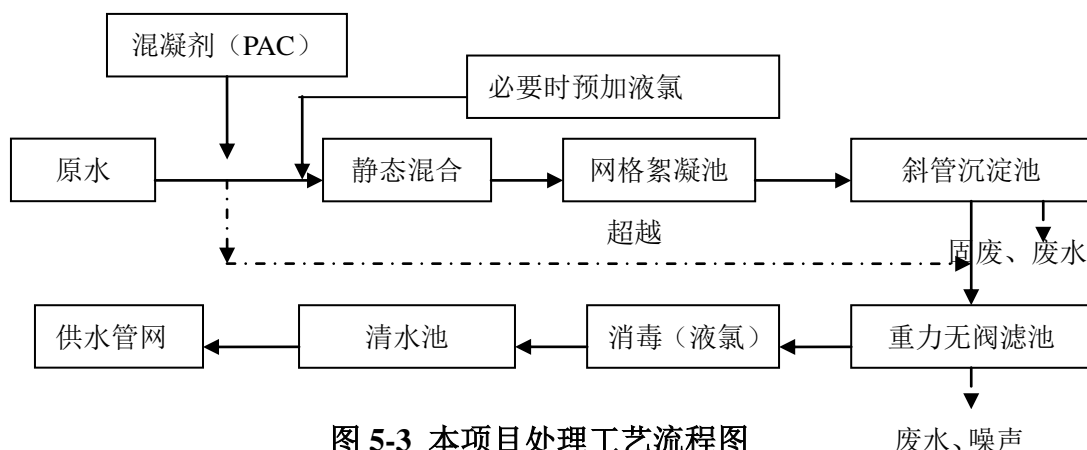 混凝剂（PAC）
必要时预加液氯
原水
静态混合
网格絮凝池
斜管沉淀池
超越
固废、废水
供水管网
清水池
消毒（液氯）
重力无阀滤池
图 5-3 本项目处理工艺流程图
废水、噪声